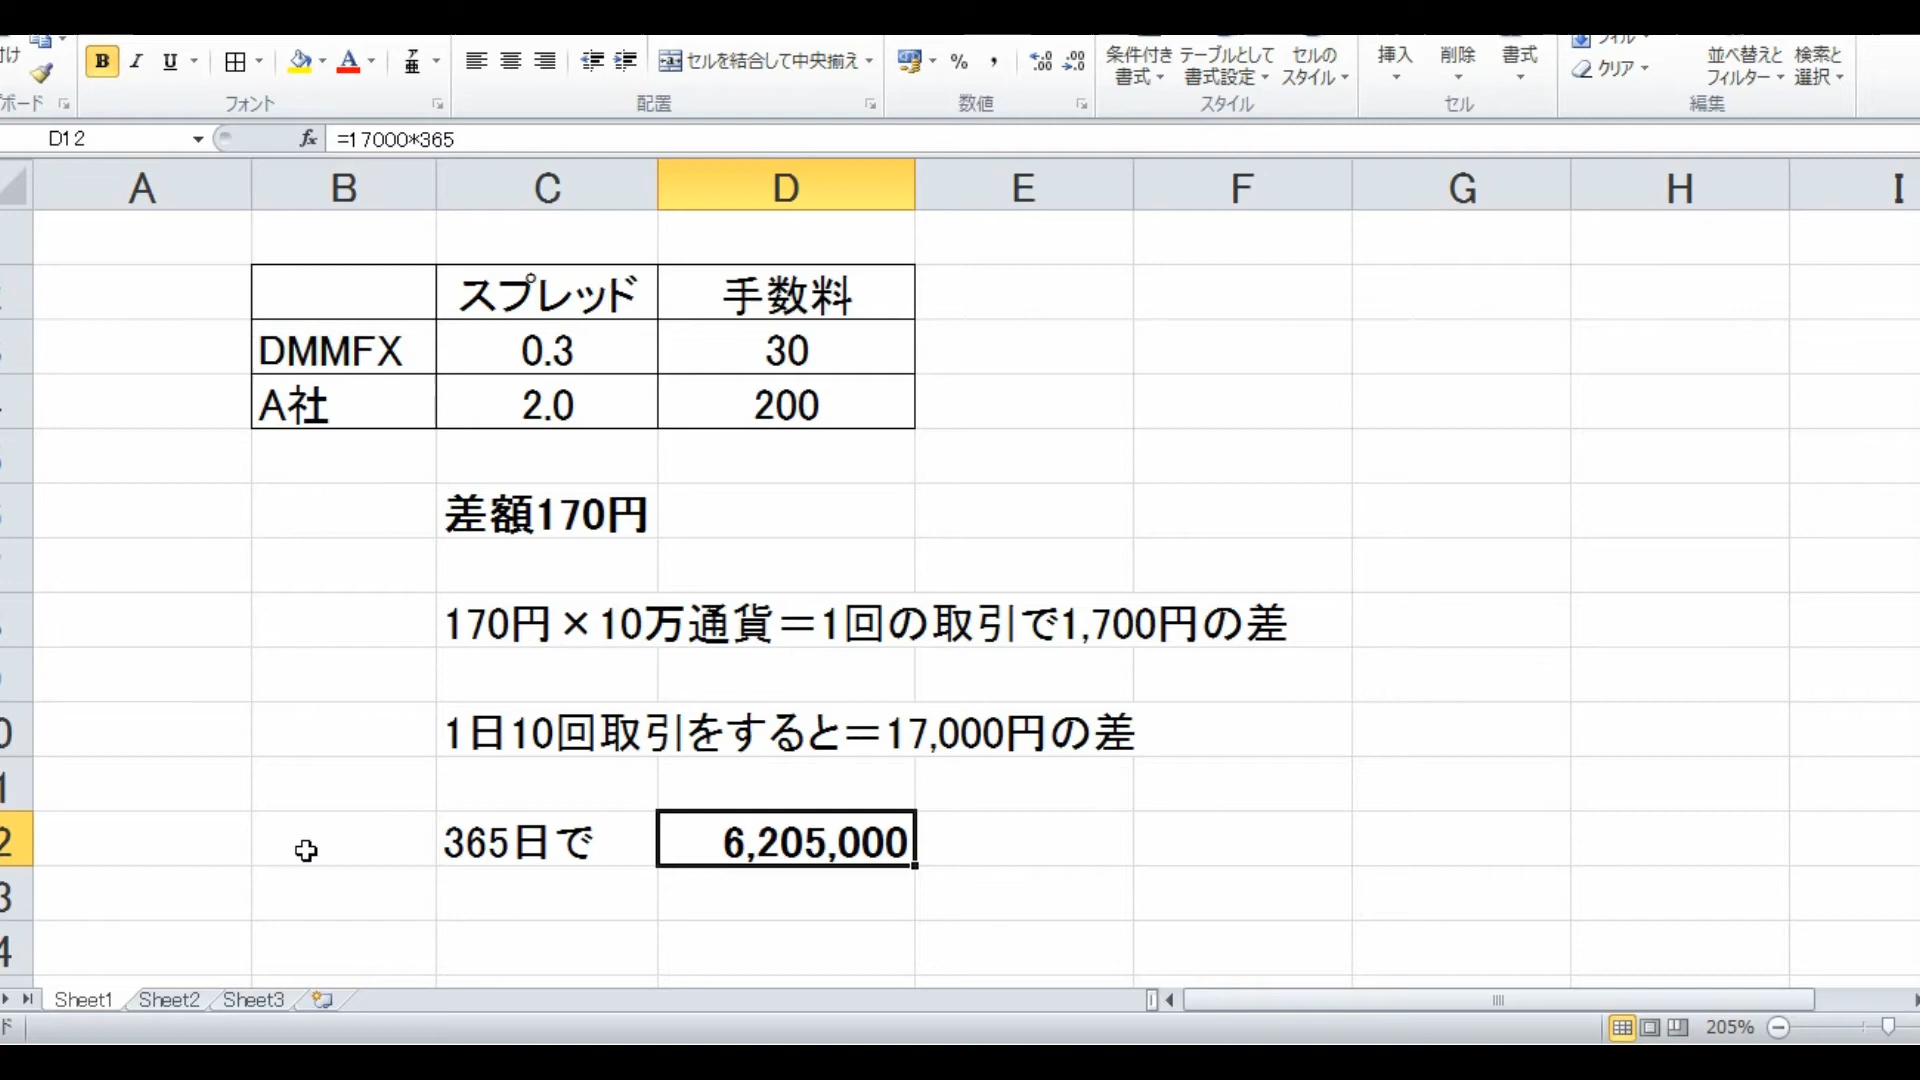 け B I U 亜 セルを結合して中央揃え % , 条件付き テーブルとして セルの 挿入 削除 書式 並べ替えと 検索と
書式 書式設定 スタイル クリア フィルター 選択
ボード フォント 配置 数値 スタイル セル 編集
D12 fx =17000*365
A B C D E F G H I
スプレッド 手数料
DMMFX 0.3 30
A社 2.0 200
差額170円
170円×10万通貨＝1回の取引で1,700円の差
1日10回取引をすると＝17,000円の差
365日で 6,205,000
Sheet1 Sheet2 Sheet3
ド 205%